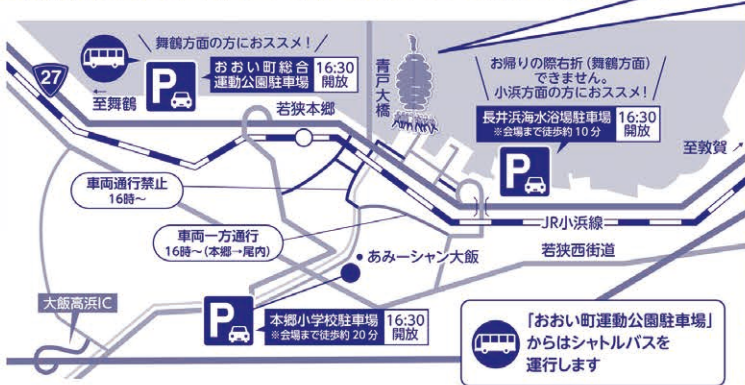 舞鶴方面の方におススメ！
P
おおい町総合
運動公園駐車場
16:30
開放
27
←
至舞鶴
若狭本郷
青戸大橋
お帰りの際右折（舞鶴方面）
できません。
小浜方面の方におススメ！
長井浜海水浴場駐車場
※会場まで徒歩約10分
16:30
開放
P
至敦賀
車両通行禁止
16時～
車両一方通行
16時～（本郷→尾内）
JR小浜線
若狭西街道
・あみーシャン大飯
大飯高浜IC
P
本郷小学校駐車場
※会場まで徒歩約20分
16:30
開放
「おおい町運動公園駐車場」
からはシャトルバスを
運行します